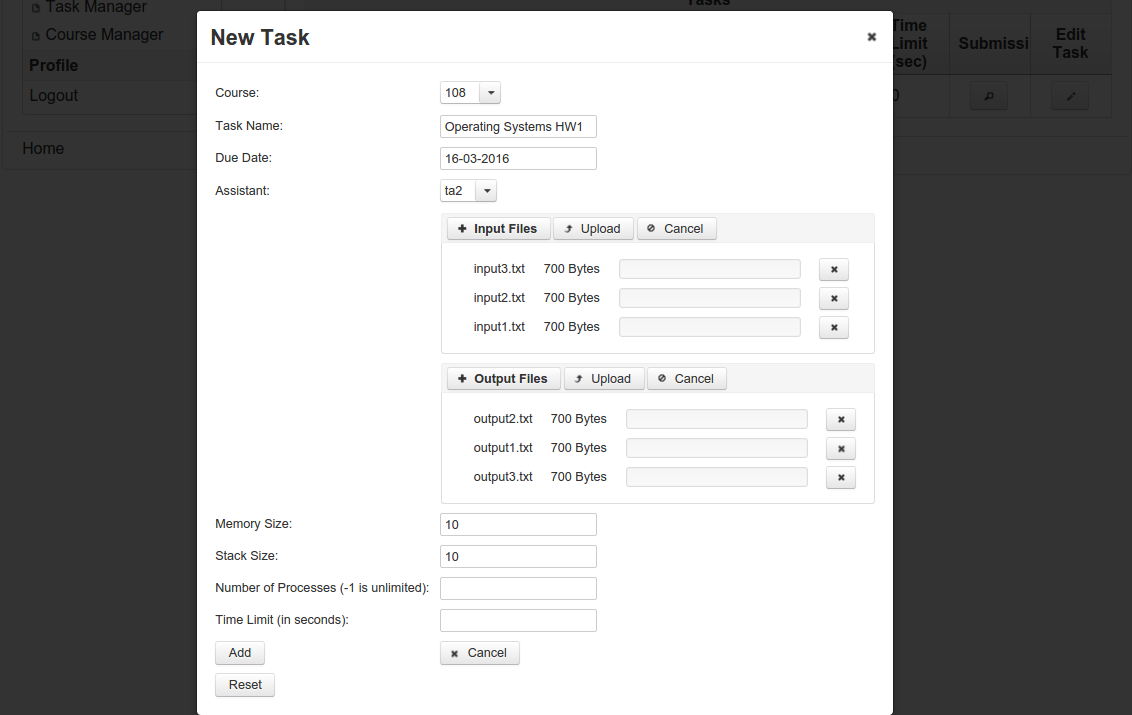 Task Manager
Course Manager
Profile
Logout
Home
Tasks
Time
Limit
sec)
Submissi
Edit
Task
0
New Task
Course:
108
Task Name:
Operating Systems HW1
Due Date:
16-03-2016
Assistant:
ta2
Input Files Upload Cancel
input3.txt 700 Bytes
input2.txt 700 Bytes
input1.txt 700 Bytes
Output Files Upload Cancel
output2.txt 700 Bytes
output1.txt 700 Bytes
output3.txt 700 Bytes
Memory Size:
10
Stack Size:
10
Number of Processes (-1 is unlimited):
Time Limit (in seconds):
Add
Cancel
Reset